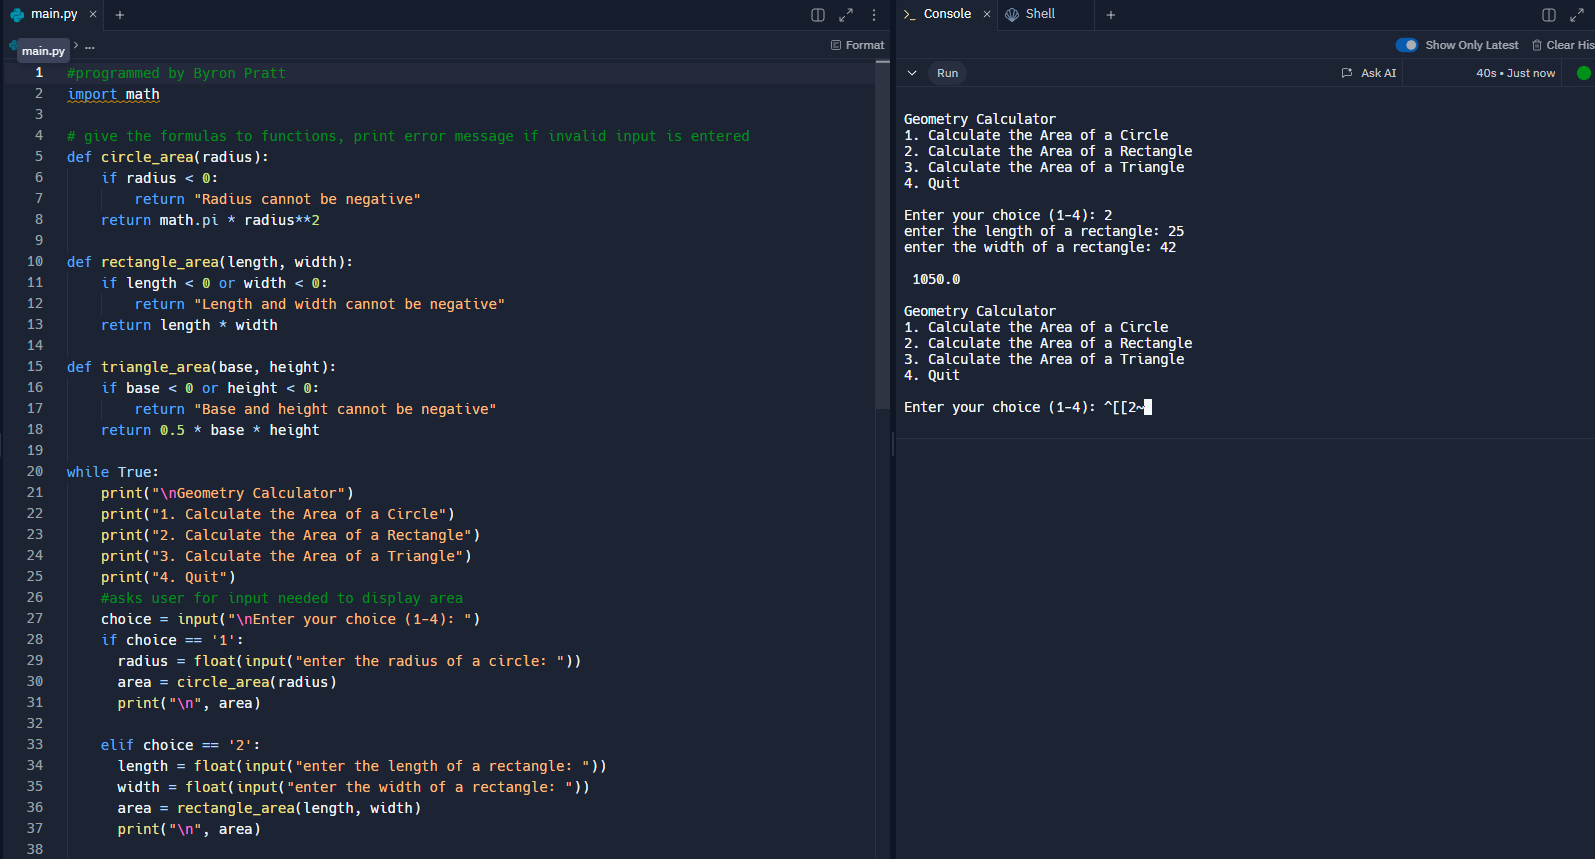 main.py
Console
Shell
main.py
...
Format
Show Only Latest
Clear His
Run
Ask AI
40s • Just now
1 #programmed by Byron Pratt
2 import math
3
4 # give the formulas to functions, print error message if invalid input is entered
5 def circle_area(radius):
6     if radius < 0:
7         return "Radius cannot be negative"
8     return math.pi * radius**2
9
10 def rectangle_area(length, width):
11     if length < 0 or width < 0:
12         return "Length and width cannot be negative"
13     return length * width
14
15 def triangle_area(base, height):
16     if base < 0 or height < 0:
17         return "Base and height cannot be negative"
18     return 0.5 * base * height
19
20 while True:
21     print("\nGeometry Calculator")
22     print("1. Calculate the Area of a Circle")
23     print("2. Calculate the Area of a Rectangle")
24     print("3. Calculate the Area of a Triangle")
25     print("4. Quit")
26     #asks user for input needed to display area
27     choice = input("\nEnter your choice (1-4): ")
28     if choice == '1':
29       radius = float(input("enter the radius of a circle: "))
30       area = circle_area(radius)
31       print("\n", area)
32
33     elif choice == '2':
34       length = float(input("enter the length of a rectangle: "))
35       width = float(input("enter the width of a rectangle: "))
36       area = rectangle_area(length, width)
37       print("\n", area)
38
Geometry Calculator
1. Calculate the Area of a Circle
2. Calculate the Area of a Rectangle
3. Calculate the Area of a Triangle
4. Quit
Enter your choice (1-4): 2
enter the length of a rectangle: 25
enter the width of a rectangle: 42
1050.0
Geometry Calculator
1. Calculate the Area of a Circle
2. Calculate the Area of a Rectangle
3. Calculate the Area of a Triangle
4. Quit
Enter your choice (1-4): ^[[2~